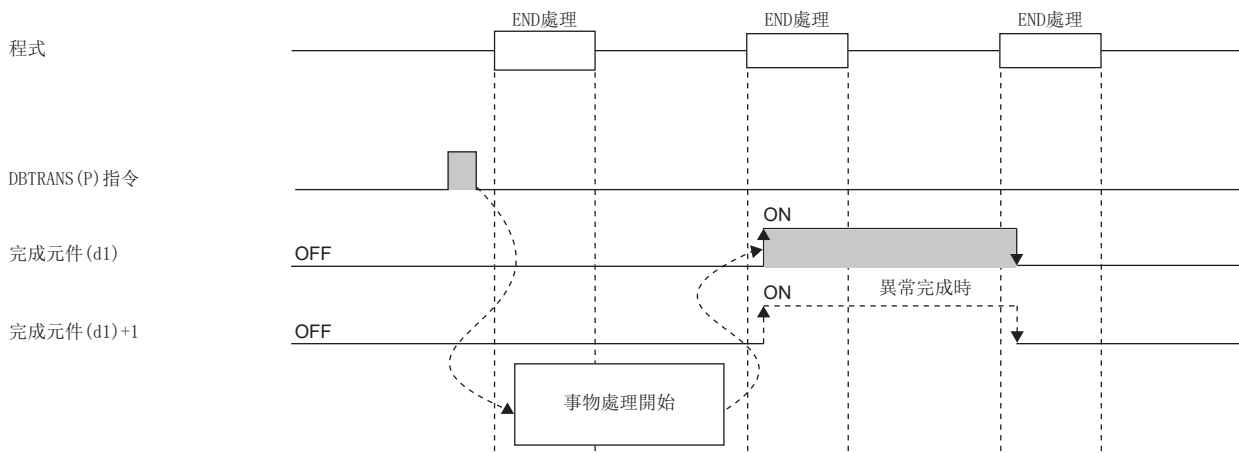 END處理
END處理
END處理
程式
DBTRANS(P)指令
ON
完成元件(d1)
OFF
ON
異常完成時
完成元件(d1)+1
OFF
事物處理開始